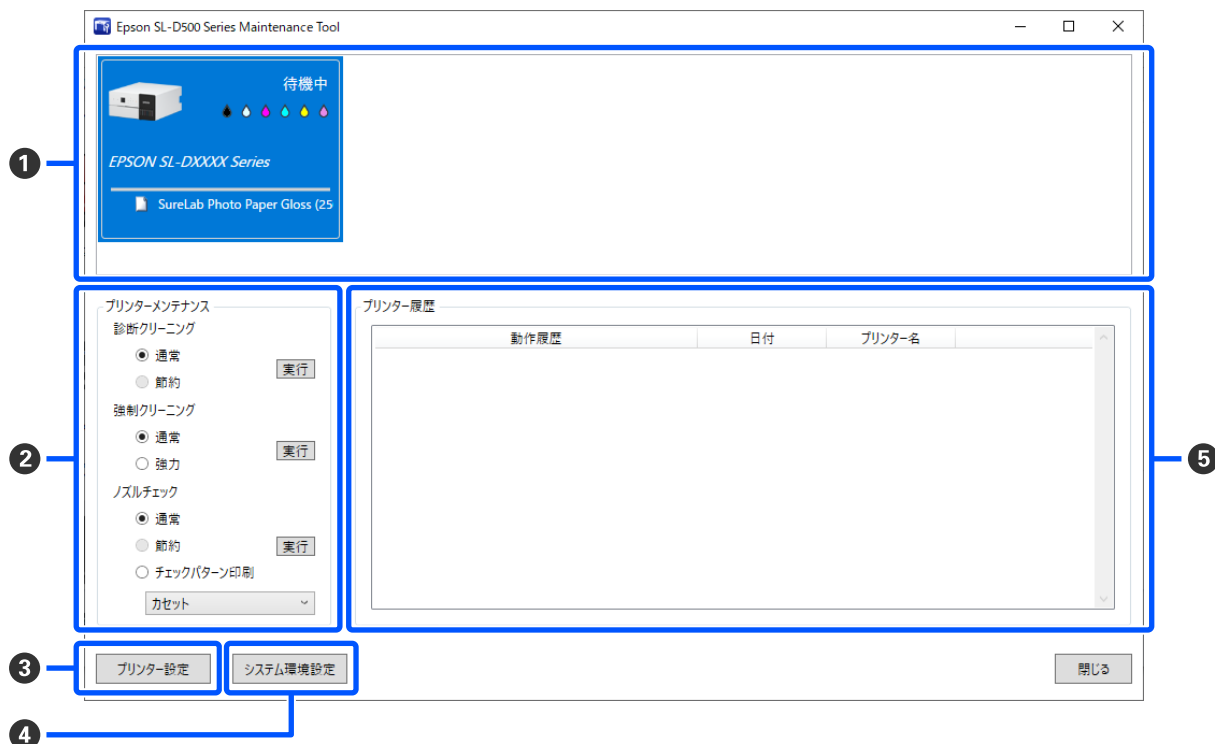 Epson SL-D500 Series Maintenance Tool
待機中
EPSON SL-DXXXX Series
SureLab Photo Paper Gloss (25
1
プリンターメンテナンス
診断クリーニング
通常
節約
実行
強制クリーニング
通常
強力
実行
ノズルチェック
通常
節約
実行
チェックパターン印刷
カセット
2
プリンター履歴
動作履歴 日付 プリンター名
5
3
プリンター設定
システム環境設定
閉じる
4